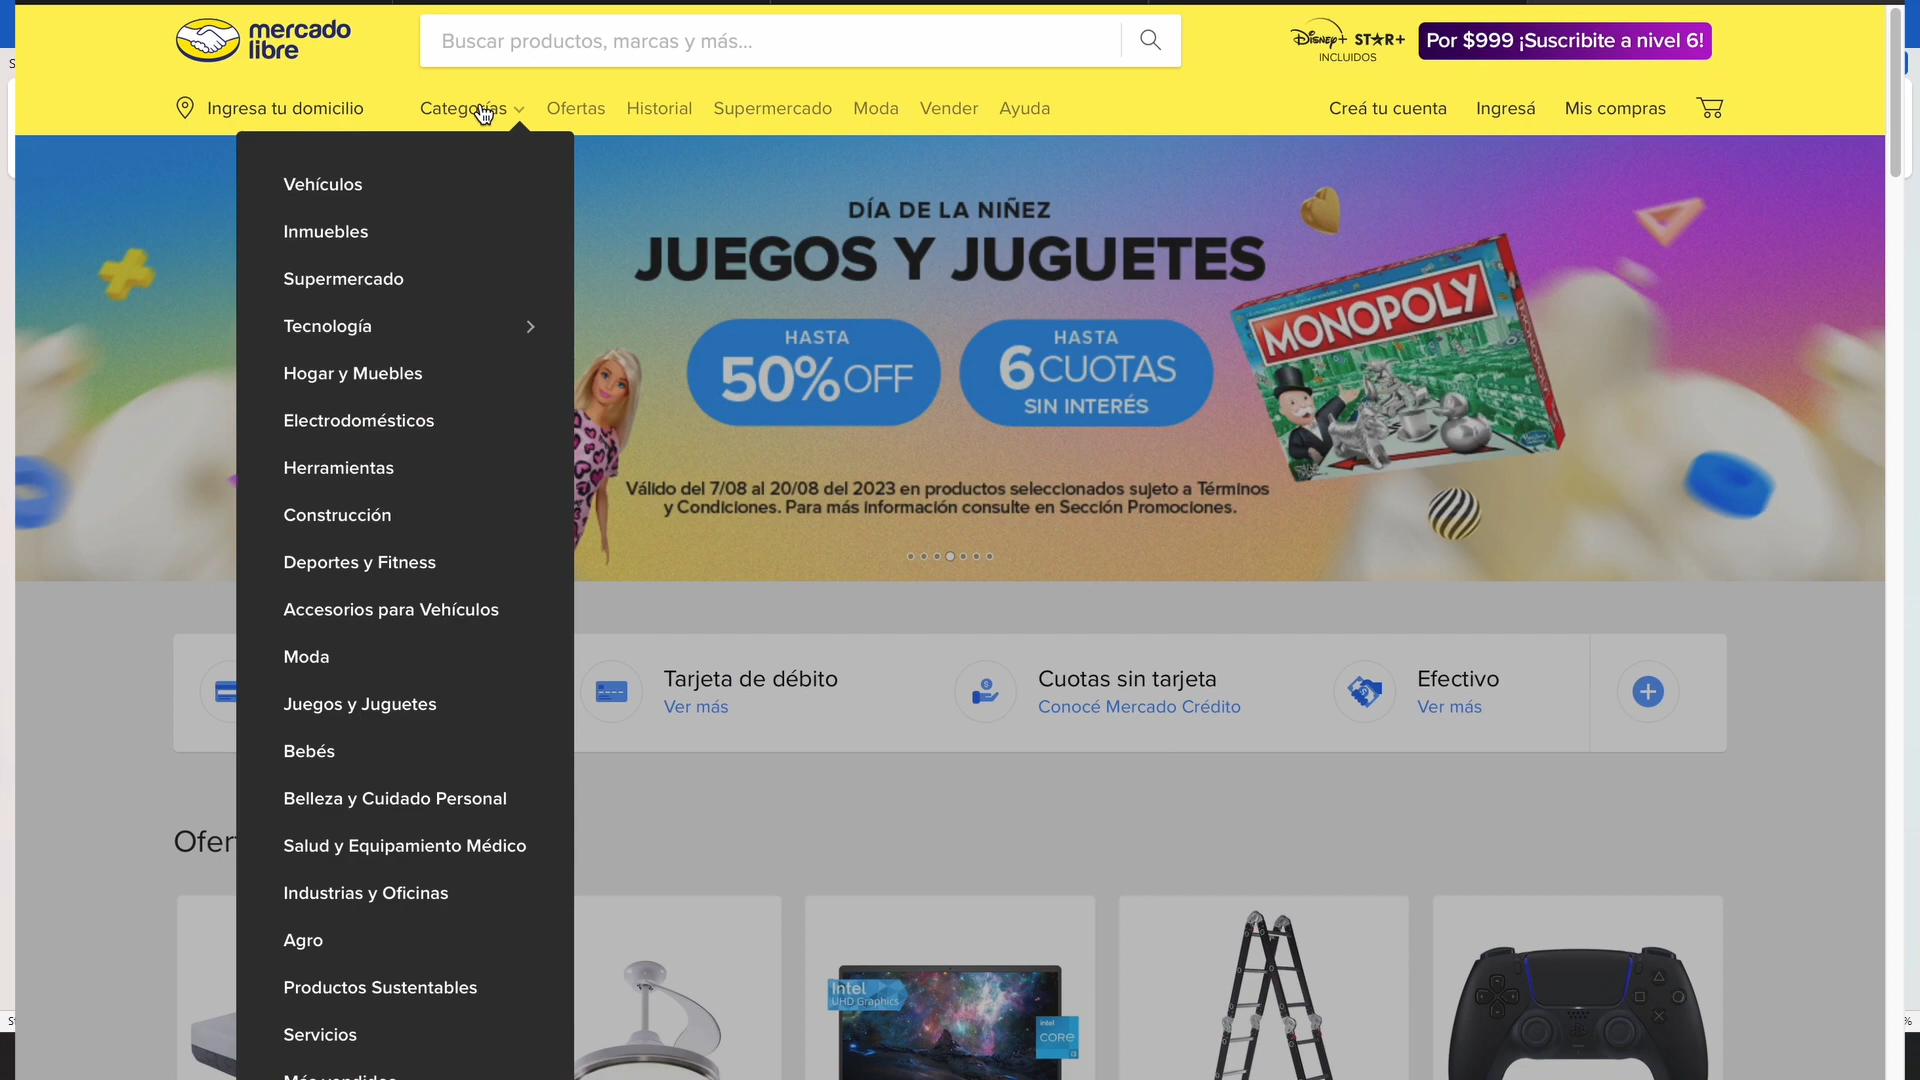 mercado
libre
Buscar productos, marcas y más...
Disney+ STAR+
INCLUIDOS
Por $999 ¡Suscribite a nivel 6!
Ingresa tu domicilio
Categorías
Ofertas
Historial
Supermercado
Moda
Vender
Ayuda
Creá tu cuenta
Ingresá
Mis compras
Vehículos
Inmuebles
Supermercado
Tecnología
Hogar y Muebles
Electrodomésticos
Herramientas
Construcción
Deportes y Fitness
Accesorios para Vehículos
Moda
Juegos y Juguetes
Bebés
Belleza y Cuidado Personal
Salud y Equipamiento Médico
Industrias y Oficinas
Agro
Productos Sustentables
Servicios
Más vendidos
DÍA DE LA NIÑEZ
JUEGOS Y JUGUETES
HASTA
50% OFF
HASTA
6 CUOTAS
SIN INTERÉS
MONOPOLY
Válido del 7/08 al 20/08 del 2023 en productos seleccionados sujeto a Términos
y Condiciones. Para más información consulte en Sección Promociones.
Tarjeta de débito
Ver más
Cuotas sin tarjeta
Conocé Mercado Crédito
Efectivo
Ver más
Ofer
Intel
UHD Graphics
intel
CORE
i3